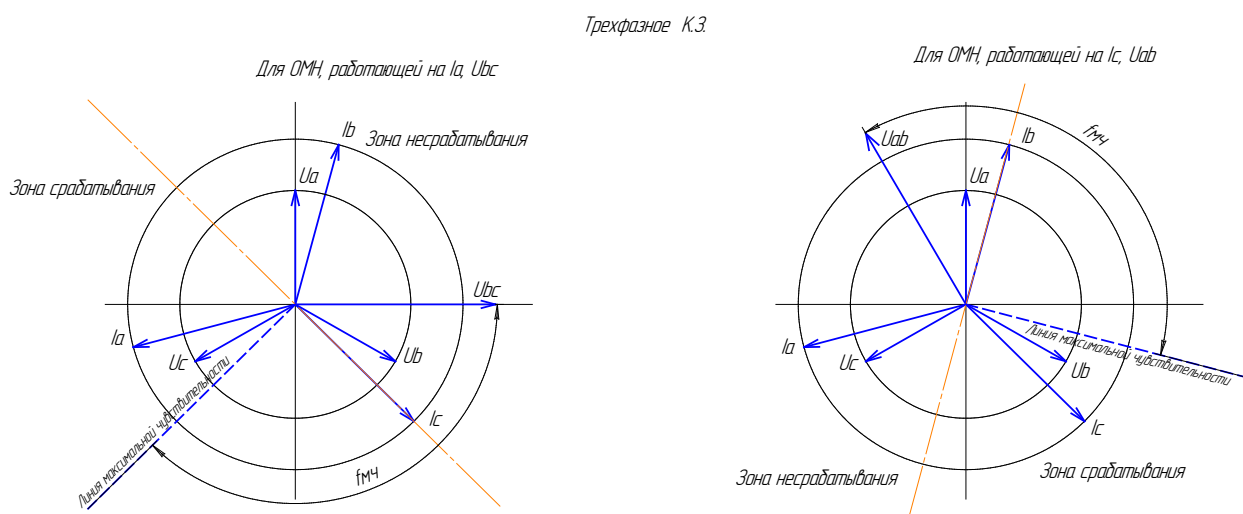 Трехфазное К.З.
Для ОМН, работающей на Ia, Ubc
Для ОМН, работающей на Ic, Uab
Ib
Зона несрабатывания
Ua
Зона срабатывания
Ubc
Ia
Uc
Ub
Ic
Линия максимальной чувствительности
fмч
Uab
Ib
fмч
Ua
Линия максимальной чувствительности
Ia
Uc
Ub
Ic
Зона несрабатывания
Зона срабатывания